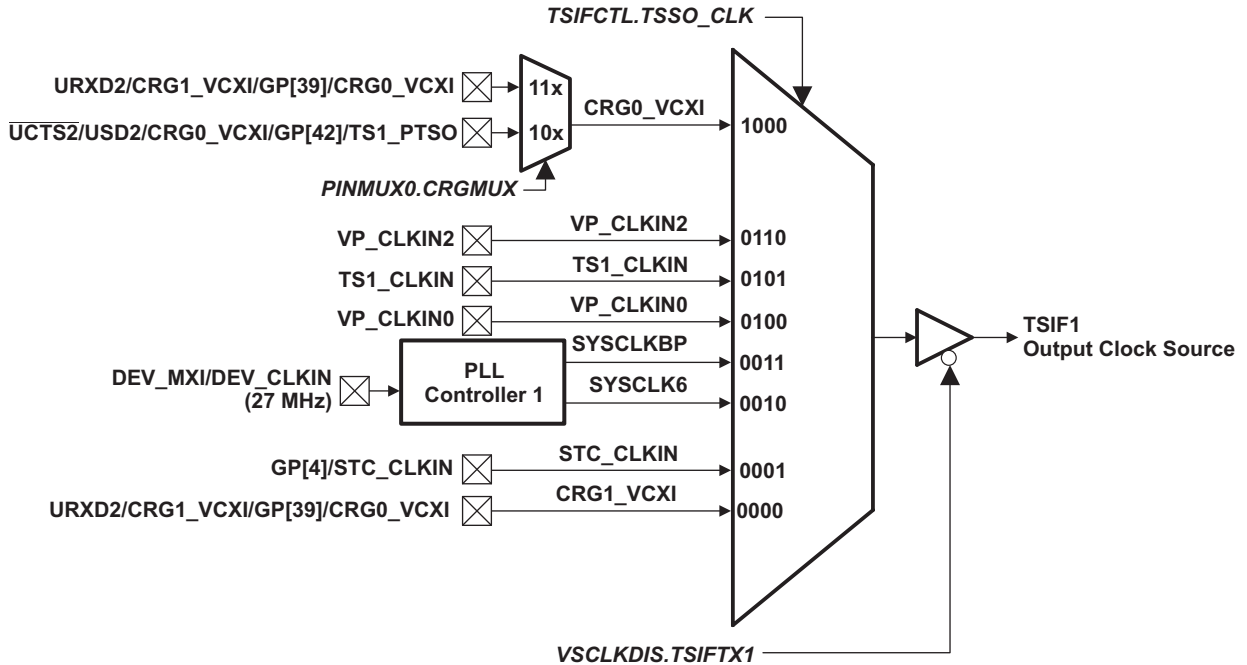 TSIFCTL.TSSO_CLK
URXD2/CRG1_VCXI/GP[39]/CRG0_VCXI
11x
CRG0_VCXI
1000
UCTS2/USD2/CRG0_VCXI/GP[42]/TS1_PTSO
10x
PINMUX0.CRGMUX
VP_CLKIN2
VP_CLKIN2
0110
TS1_CLKIN
TS1_CLKIN
0101
VP_CLKIN0
VP_CLKIN0
0100
TSIF1
Output Clock Source
DEV_MXI/DEV_CLKIN
(27 MHz)
PLL
Controller 1
SYSCLKBP
0011
SYSCLK6
0010
GP[4]/STC_CLKIN
STC_CLKIN
0001
URXD2/CRG1_VCXI/GP[39]/CRG0_VCXI
CRG1_VCXI
0000
VSCLKDIS.TSIFTX1